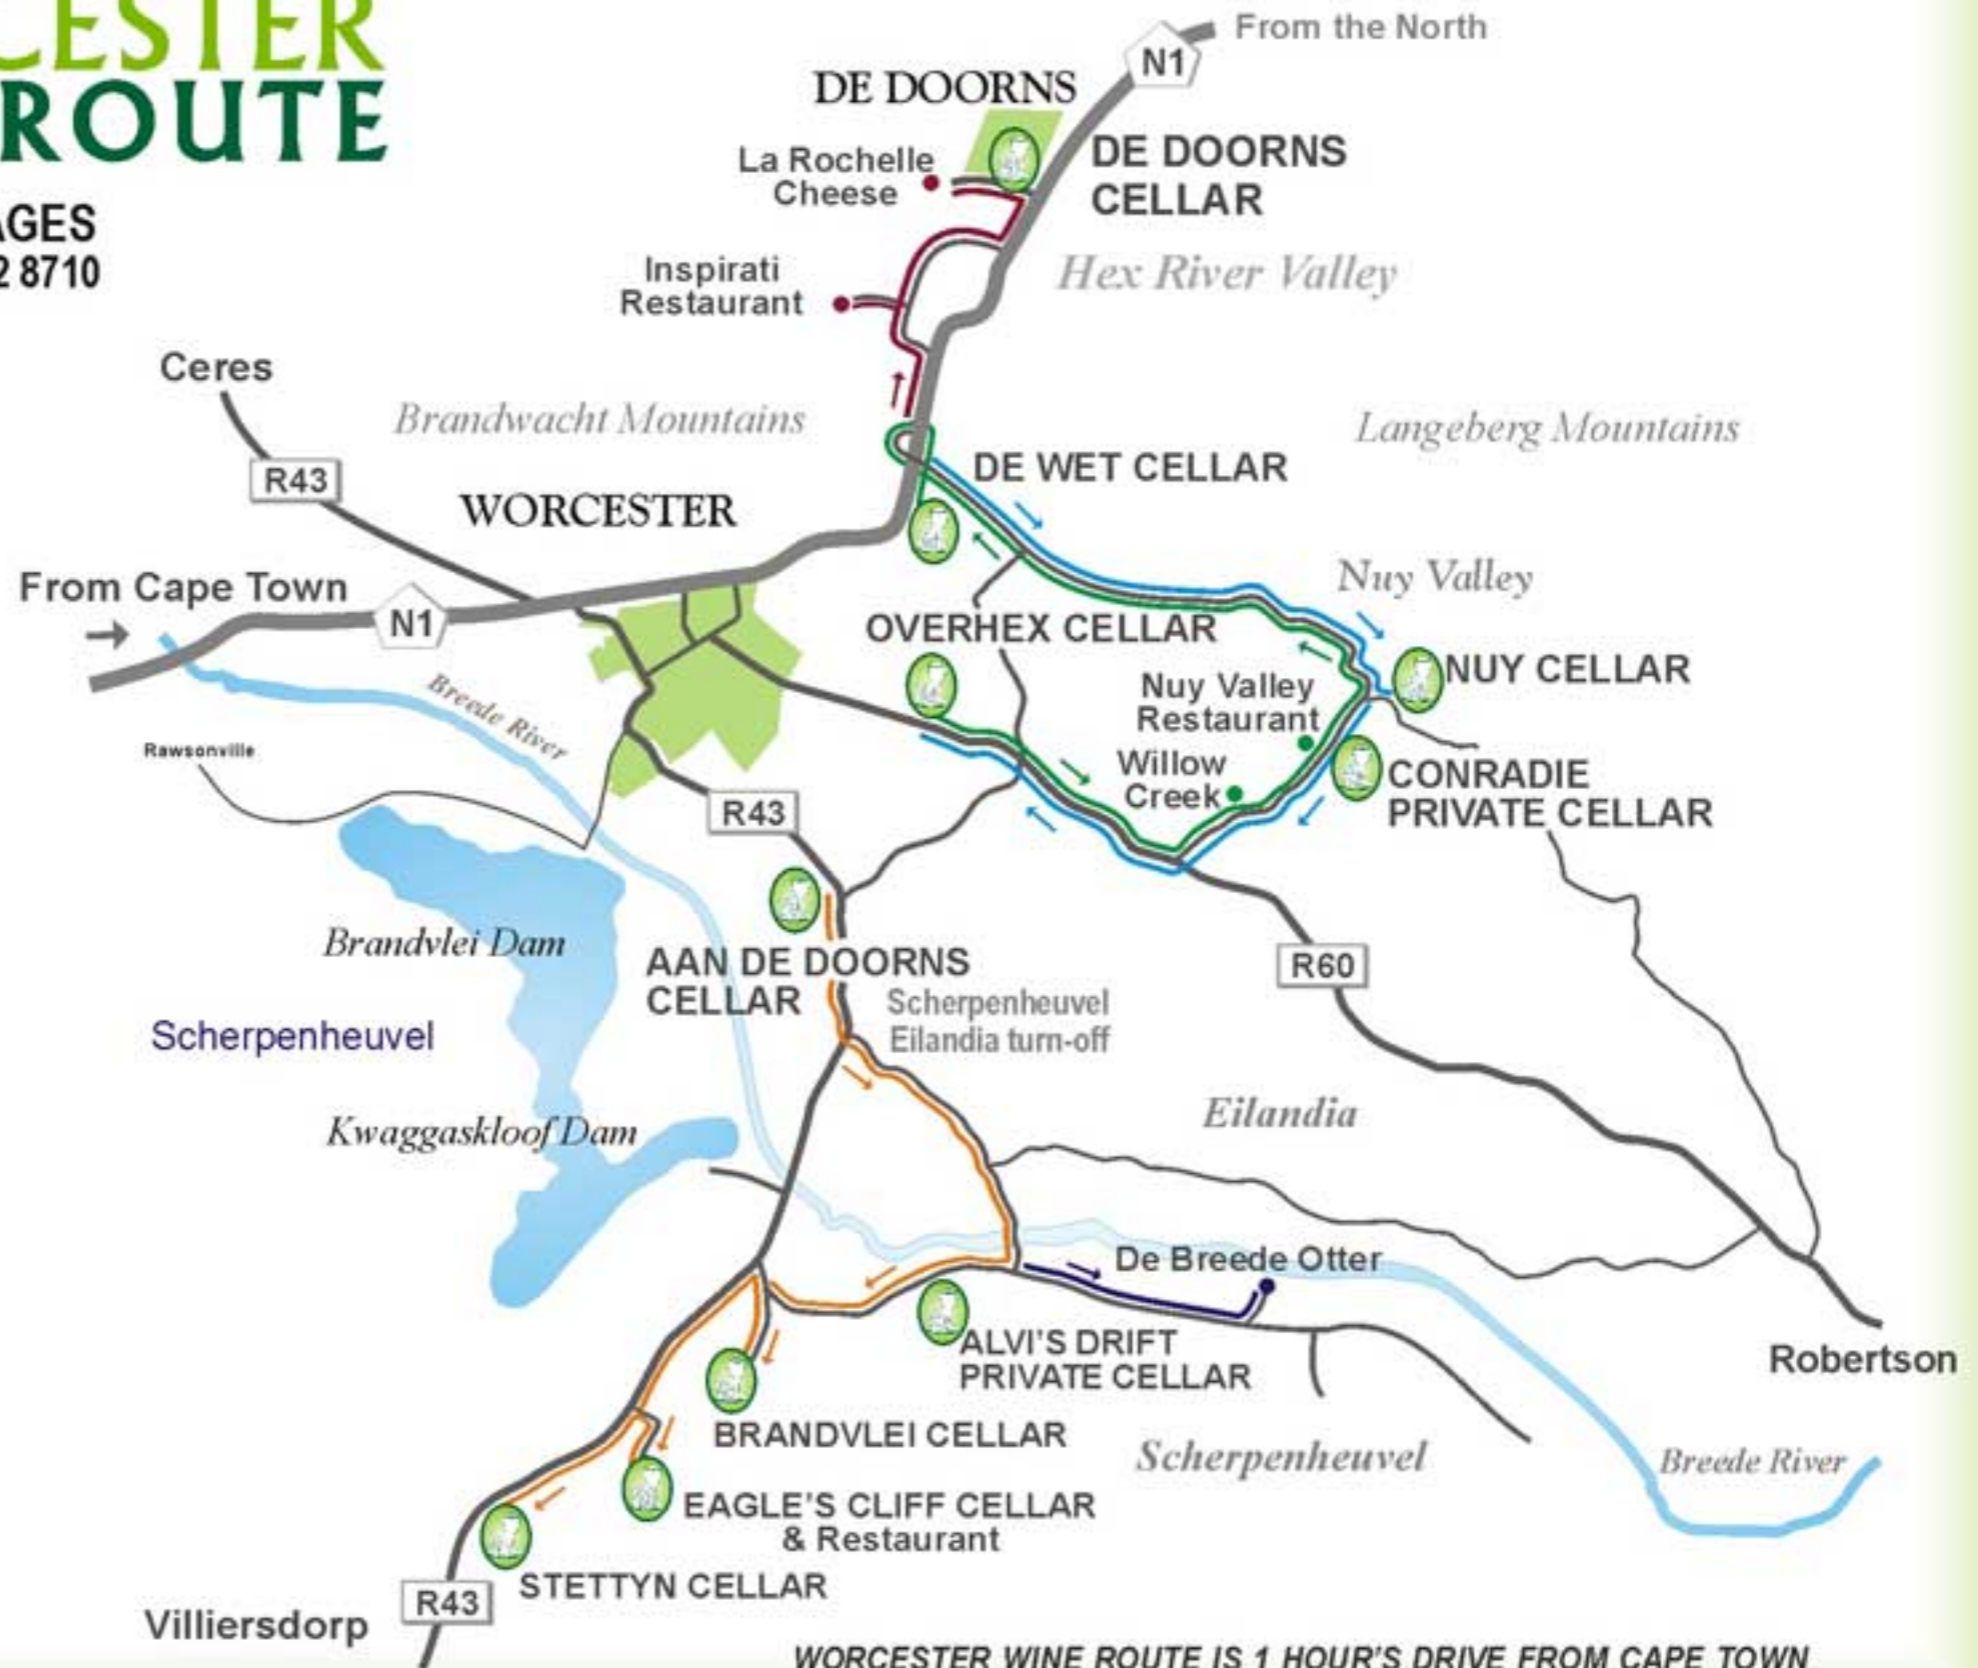 CESTER
ROUTE
AGES
2 8710
From the North
N1
DE DOORNS
DE DOORNS
CELLAR
La Rochelle
Cheese
Hex River Valley
Inspirati
Restaurant
Ceres
Brandwacht Mountains
Langeberg Mountains
R43
DE WET CELLAR
WORCESTER
Nuy Valley
From Cape Town
N1
OVERHEX CELLAR
NUY CELLAR
Nuy Valley
Restaurant
Breede River
Rawsonville
Willow
Creek
CONRADIE
PRIVATE CELLAR
R43
Brandvlei Dam
AAN DE DOORNS
CELLAR
R60
Scherpenheuvel
Eilandia turn-off
Scherpenheuvel
Eilandia
Kwaggaskloof Dam
De Breede Otter
ALVI'S DRIFT
PRIVATE CELLAR
Robertson
BRANDVLEI CELLAR
Scherpenheuvel
Breede River
EAGLE'S CLIFF CELLAR
& Restaurant
STETTYN CELLAR
R43
Villiersdorp
WORCESTER WINE ROUTE IS 1 HOUR'S DRIVE FROM CAPE TOWN